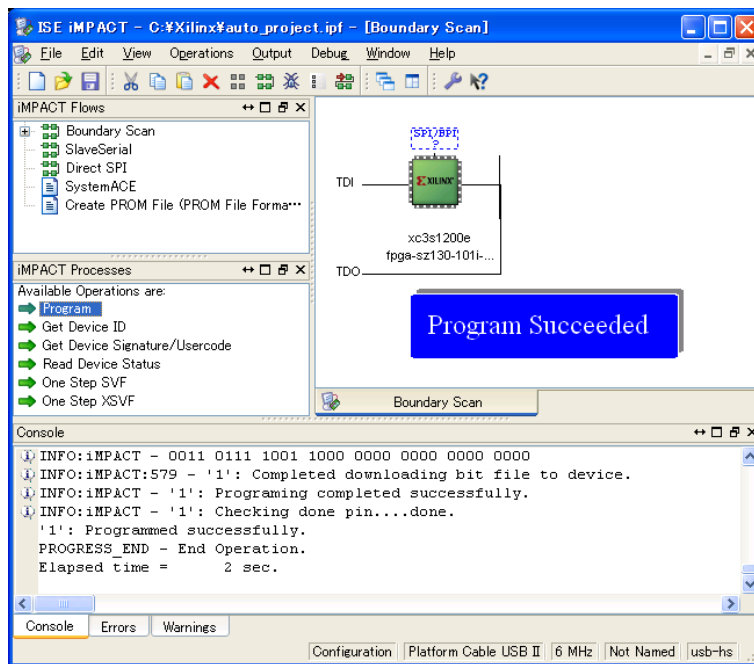 ISE iMPACT - C:¥Xilinx¥auto_project.ipf - [Boundary Scan]
File Edit View Operations Output Debug Window Help
iMPACT Flows
Boundary Scan
SlaveSerial
Direct SPI
SystemACE
Create PROM File (PROM File Forma…
SPI/BPI
?
TDI
XILINX
xc3s1200e
fpga-sz130-101i-...
TDO
Program Succeeded
Boundary Scan
iMPACT Processes
Available Operations are:
Program
Get Device ID
Get Device Signature/Usercode
Read Device Status
One Step SVF
One Step XSVF
Console
INFO:iMPACT - 0011 0111 1001 1000 0000 0000 0000 0000
INFO:iMPACT:579 - '1': Completed downloading bit file to device.
INFO:iMPACT - '1': Programing completed successfully.
INFO:iMPACT - '1': Checking done pin....done.
'1': Programmed successfully.
PROGRESS_END - End Operation.
Elapsed time =      2 sec.
Console Errors Warnings
Configuration Platform Cable USB II 6 MHz Not Named usb-hs